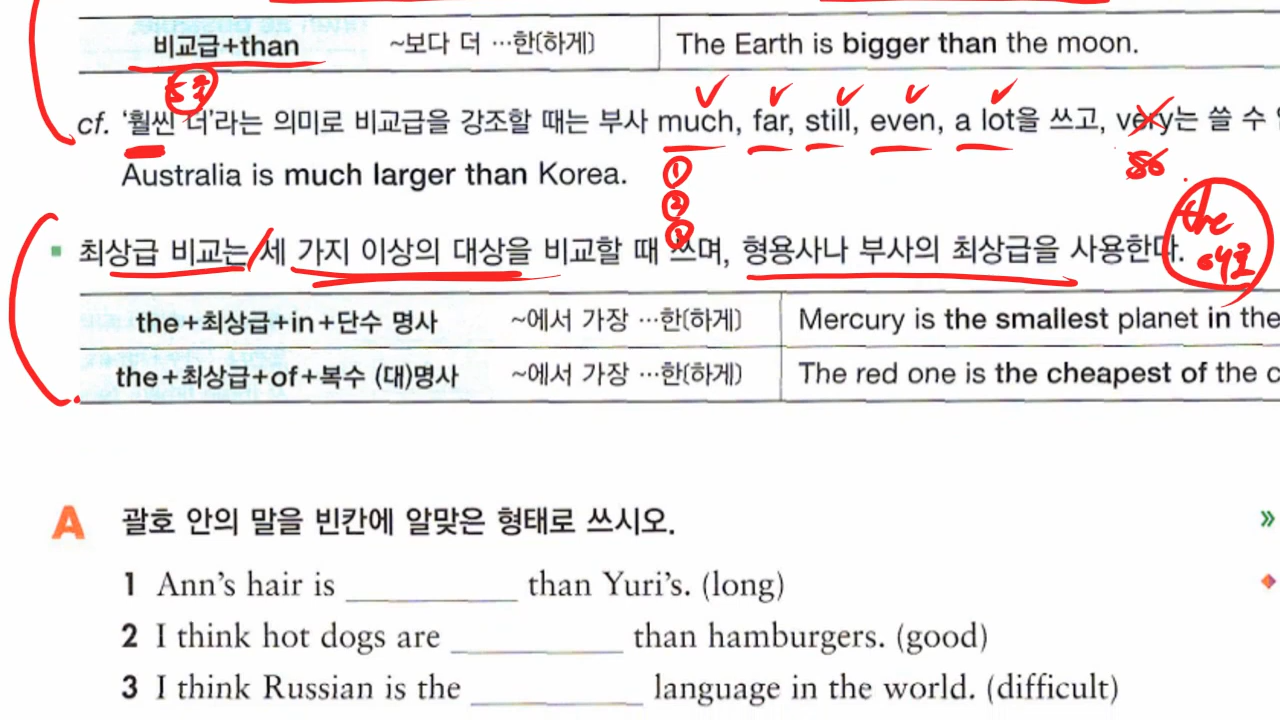 비교급+than ~보다 더 …한(하게) The Earth is bigger than the moon.
cf. '훨씬 더'라는 의미로 비교급을 강조할 때는 부사 much, far, still, even, a lot을 쓰고, very는 쓸 수
so
Australia is much larger than Korea.
①
②
③
the
■ 최상급 비교는 세 가지 이상의 대상을 비교할 때 쓰며, 형용사나 부사의 최상급을 사용한다.
the+최상급+in+단수 명사 ~에서 가장 …한(하게) Mercury is the smallest planet in the
the+최상급+of+복수 (대)명사 ~에서 가장 …한(하게) The red one is the cheapest of the c
A 괄호 안의 말을 빈칸에 알맞은 형태로 쓰시오. »
1 Ann's hair is __________ than Yuri's. (long)
2 I think hot dogs are __________ than hamburgers. (good)
3 I think Russian is the __________ language in the world. (difficult)